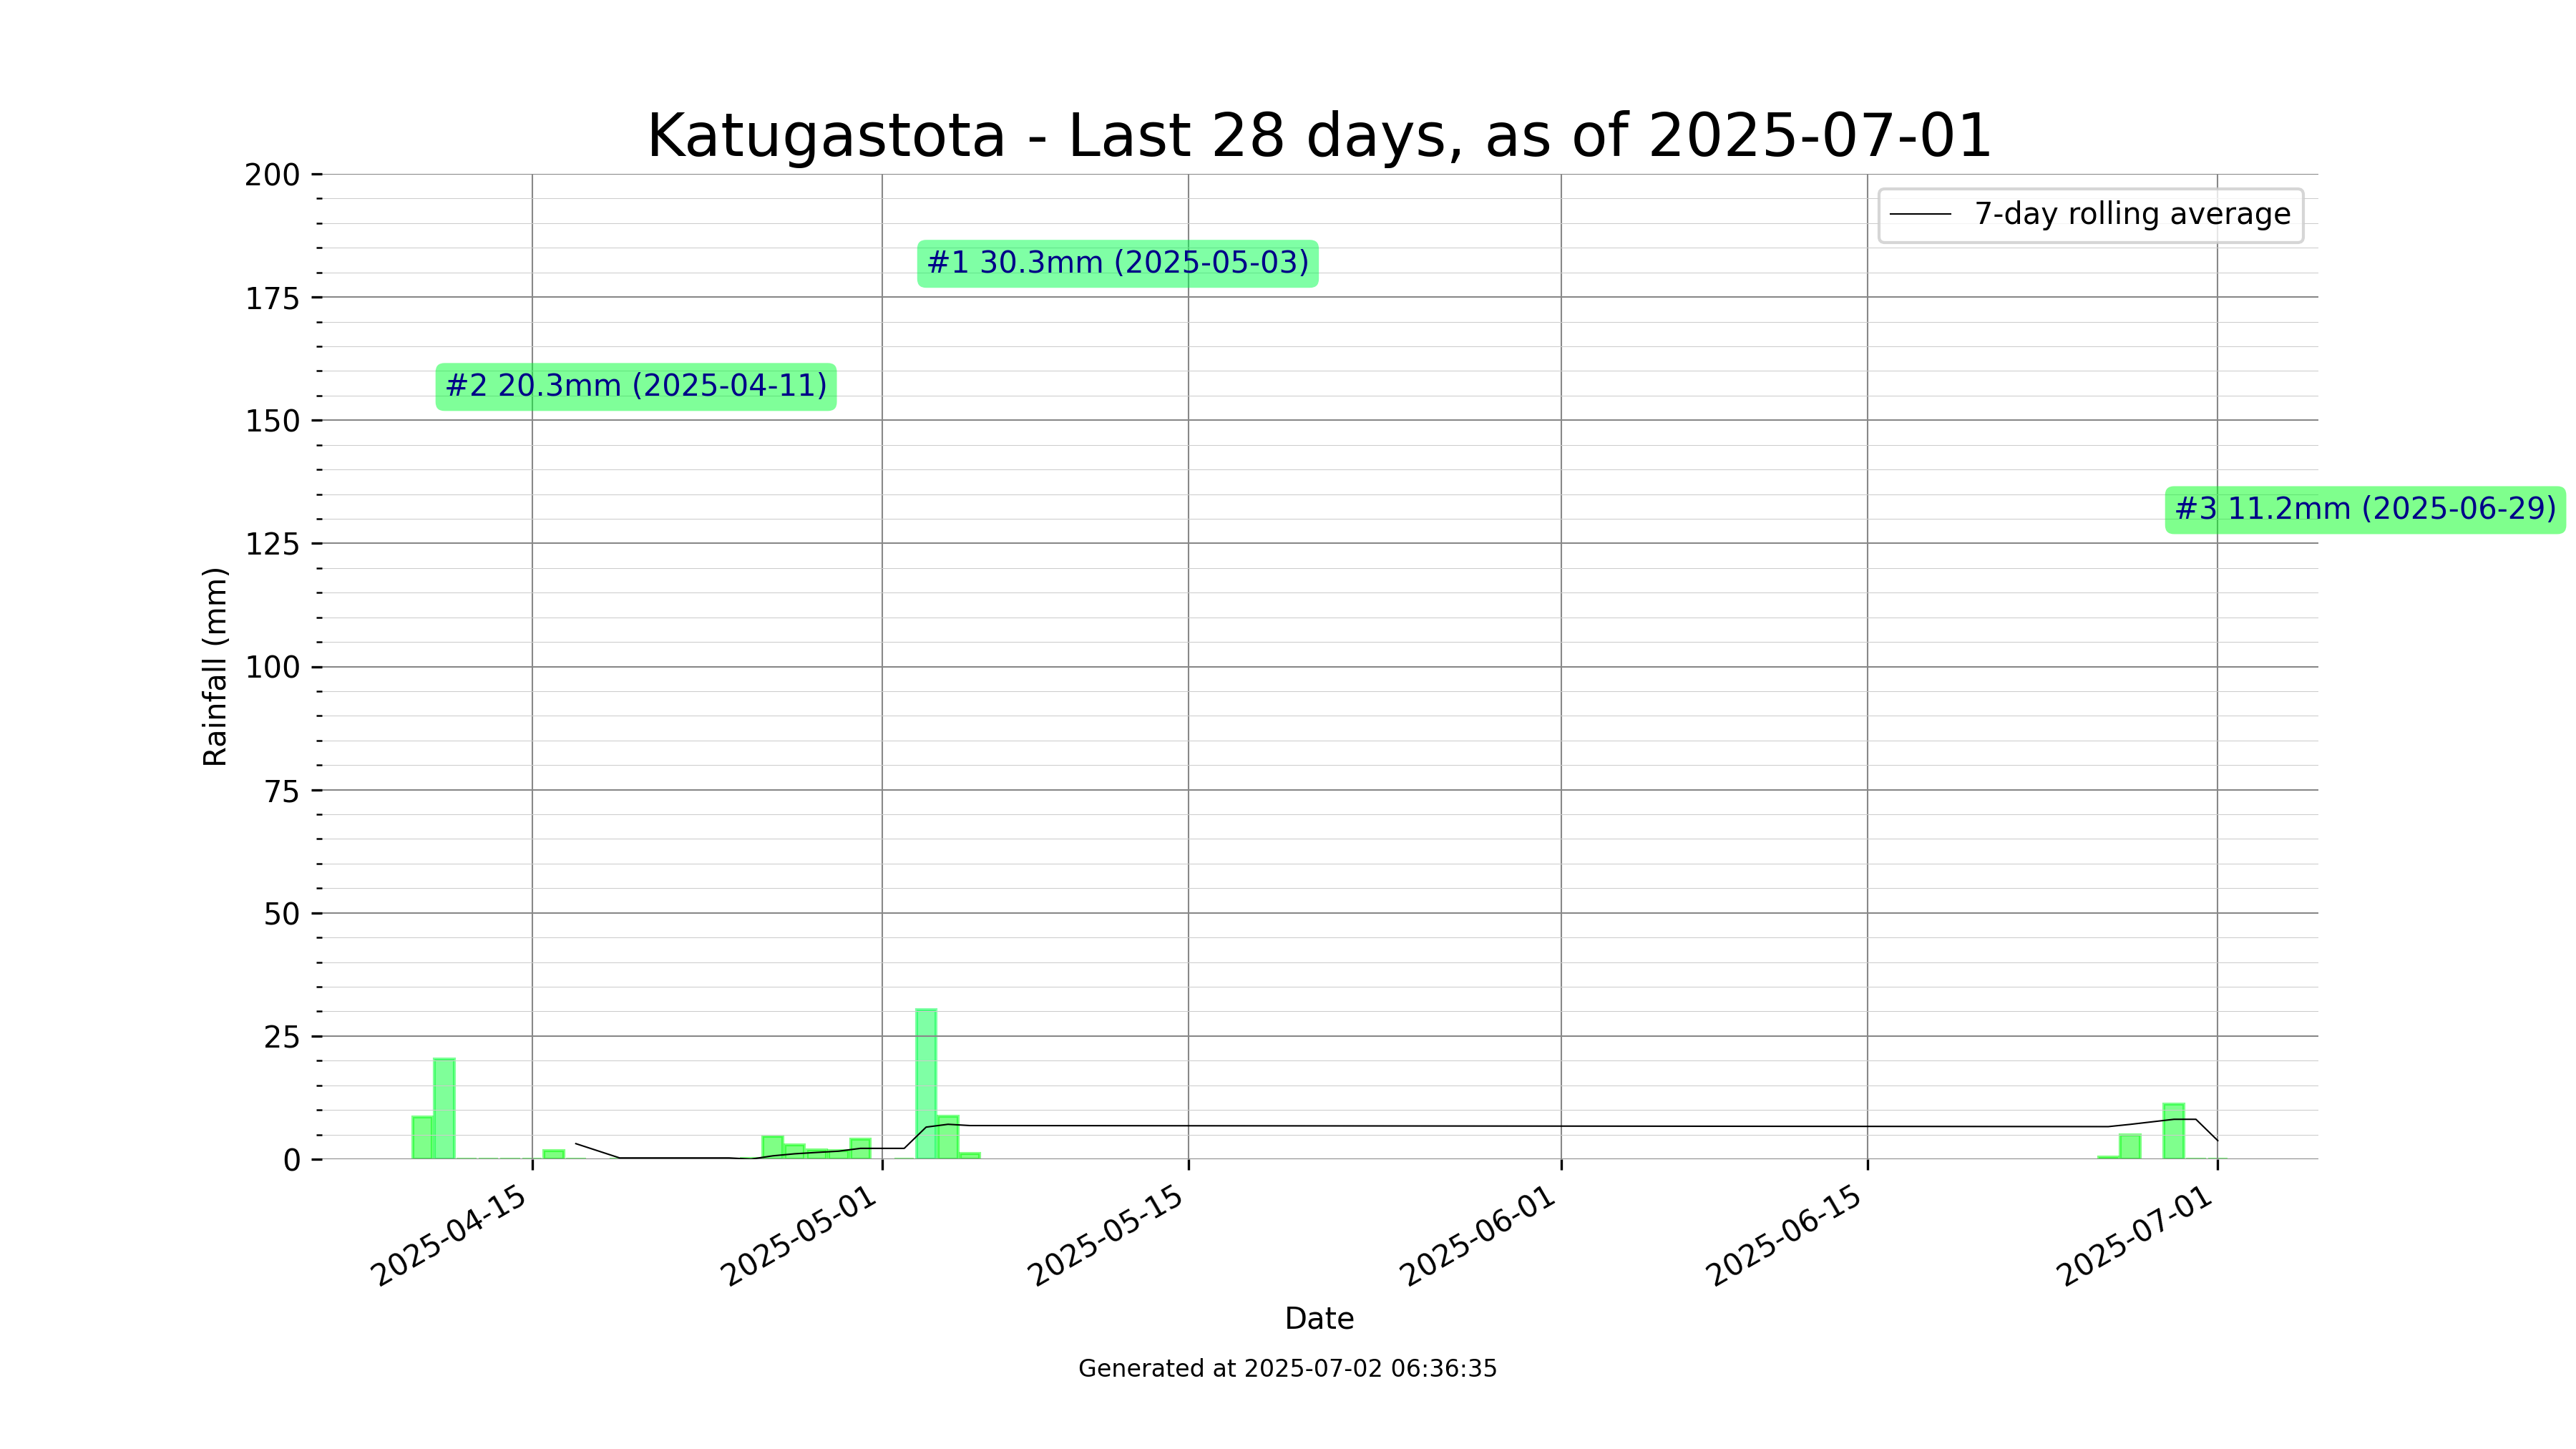 Katugastota - Last 28 days, as of 2025-07-01
200
175
150
125
100
75
50
25
0
Rainfall (mm)
7-day rolling average
#1 30.3mm (2025-05-03)
#2 20.3mm (2025-04-11)
#3 11.2mm (2025-06-29)
2025-04-15
2025-05-01
2025-05-15
2025-06-01
2025-06-15
2025-07-01
Date
Generated at 2025-07-02 06:36:35